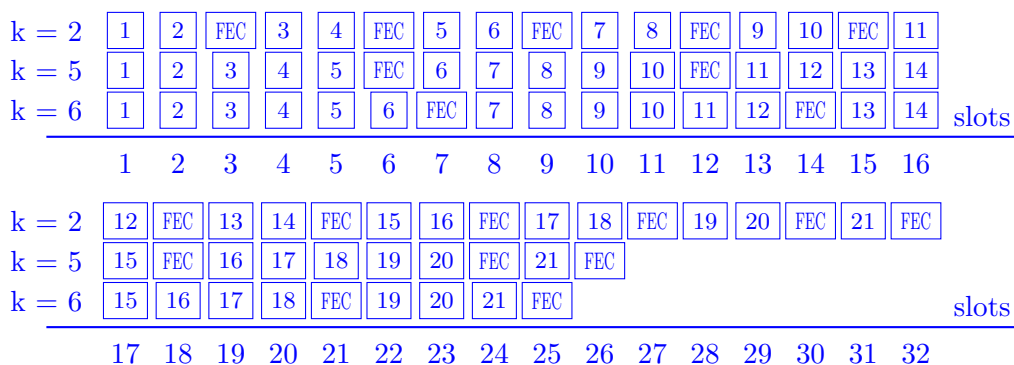 k = 2 1 2 FEC 3 4 FEC 5 6 FEC 7 8 FEC 9 10 FEC 11
k = 5 1 2 3 4 5 FEC 6 7 8 9 10 FEC 11 12 13 14
k = 6 1 2 3 4 5 6 FEC 7 8 9 10 11 12 FEC 13 14 slots
1 2 3 4 5 6 7 8 9 10 11 12 13 14 15 16
k = 2 12 FEC 13 14 FEC 15 16 FEC 17 18 FEC 19 20 FEC 21 FEC
k = 5 15 FEC 16 17 18 19 20 FEC 21 FEC
k = 6 15 16 17 18 FEC 19 20 21 FEC slots
17 18 19 20 21 22 23 24 25 26 27 28 29 30 31 32